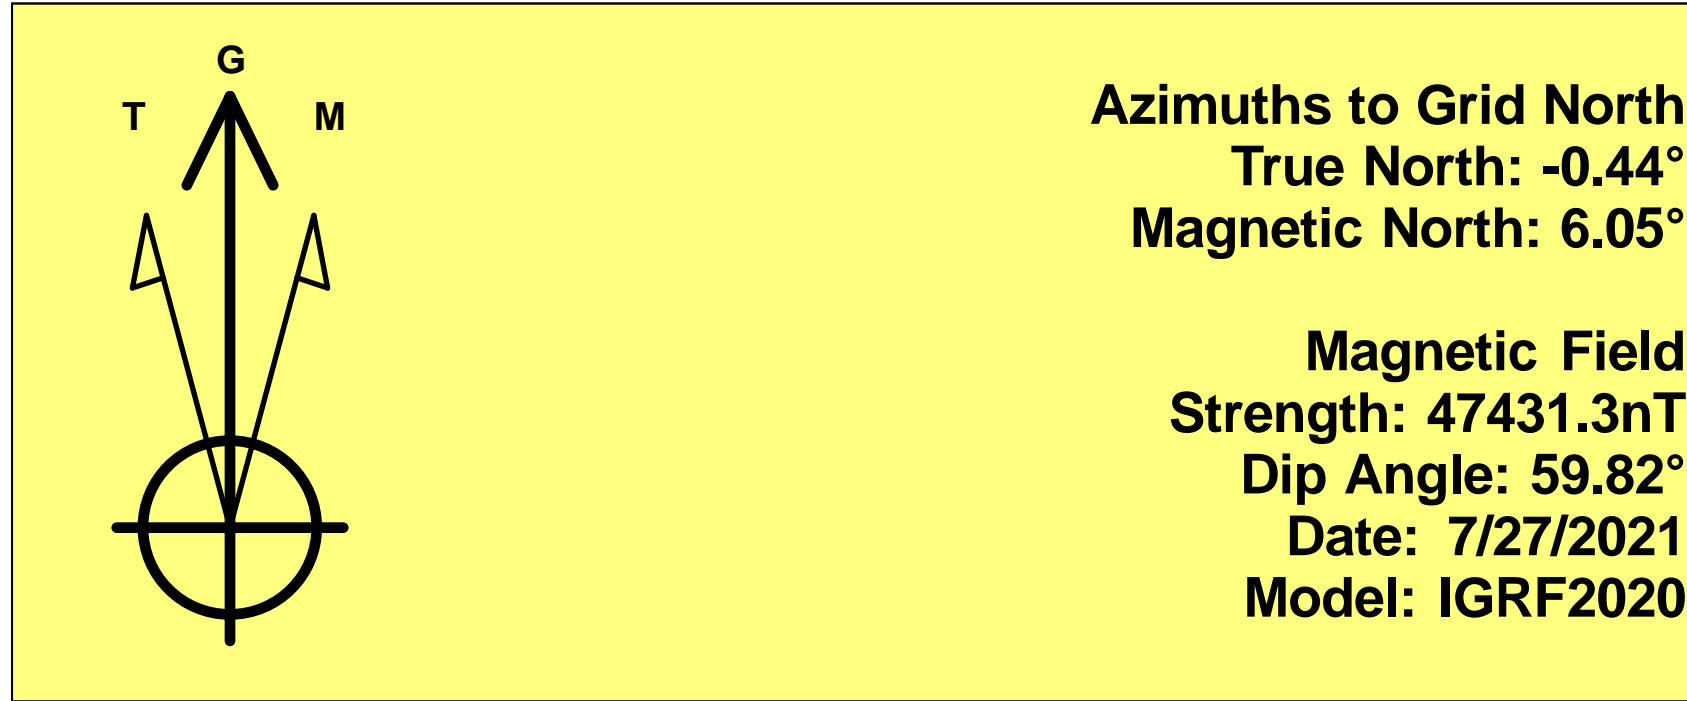 G
T
M
Azimuths to Grid North
True North: -0.44°
Magnetic North: 6.05°
Magnetic Field
Strength: 47431.3nT
Dip Angle: 59.82°
Date: 7/27/2021
Model: IGRF2020